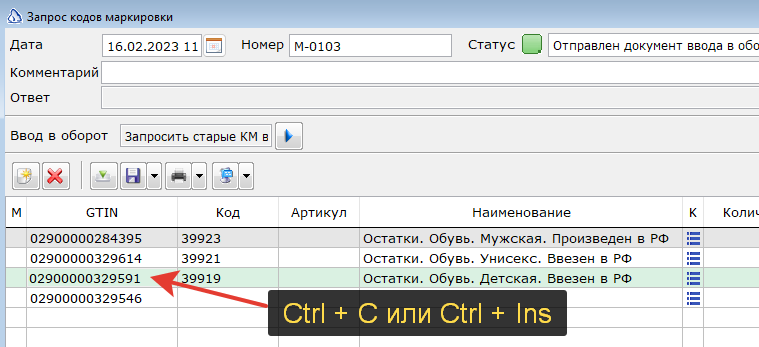 Запрос кодов маркировки
Дата 16.02.2023 11 Номер М-0103 Статус Отправлен документ ввода в обо
Комментарий
Ответ
Ввод в оборот Запросить старые КМ в
М GTIN Код Артикул Наименование К Колич
02900000284395 39923 Остатки. Обувь. Мужская. Произведен в РФ
02900000329614 39921 Остатки. Обувь. Унисекс. Ввезен в РФ
02900000329591 39919 Остатки. Обувь. Детская. Ввезен в РФ
02900000329546
Ctrl + C или Ctrl + Ins